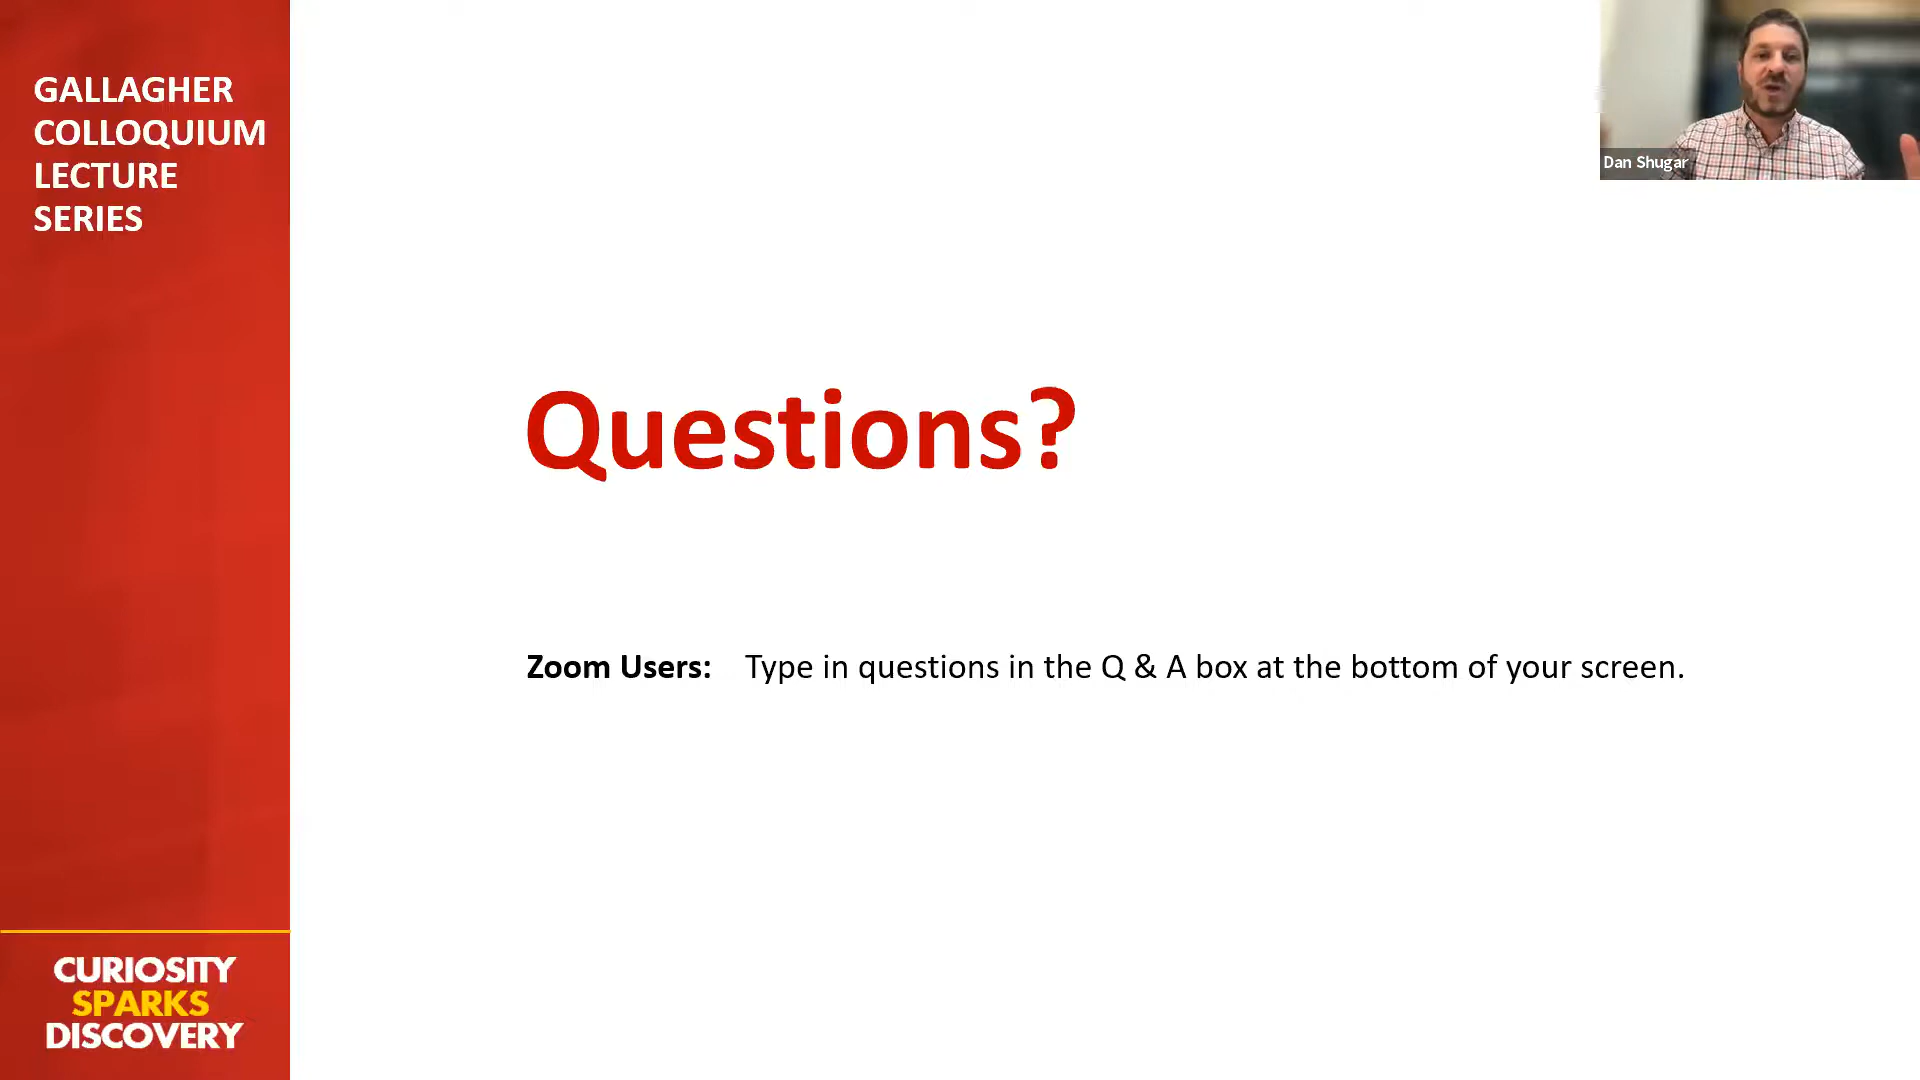 GALLAGHER
COLLOQUIUM
LECTURE
SERIES
Dan Shugar
Questions?
Zoom Users: Type in questions in the Q & A box at the bottom of your screen.
CURIOSITY
SPARKS
DISCOVERY